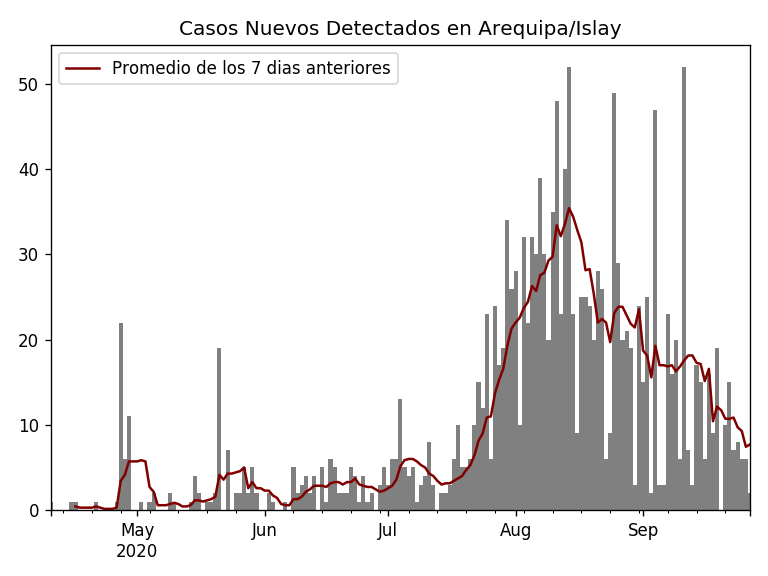 Casos Nuevos Detectados en Arequipa/Islay
Promedio de los 7 dias anteriores
50
40
30
20
10
0
May Jun Jul Aug Sep
2020